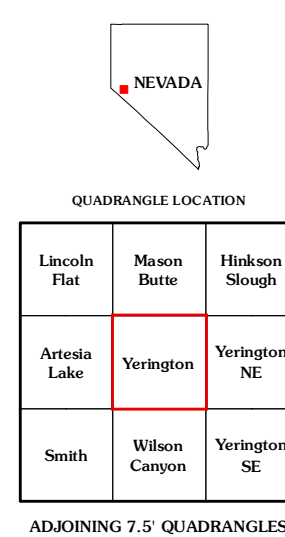 NEVADA
QUADRANGLE LOCATION
Lincoln
Flat
Mason
Butte
Hinkson
Slough
Artesia
Lake
Yerington
Yerington
NE
Smith
Wilson
Canyon
Yerington
SE
ADJOINING 7.5' QUADRANGLES